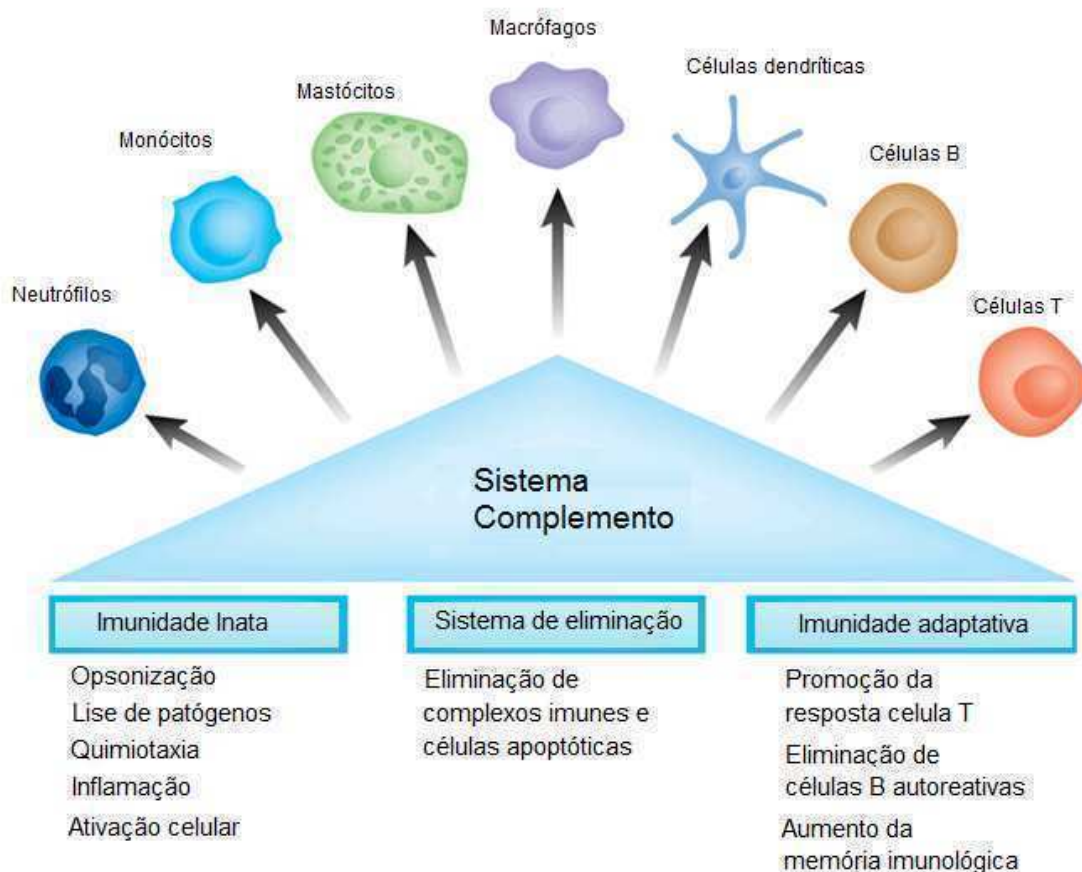 Macrófagos
Células dendríticas
Mastócitos
Monócitos
Células B
Neutrófilos
Células T
Sistema
Complemento
Imunidade Inata
Opsonização
Lise de patógenos
Quimiotaxia
Inflamação
Ativação celular
Sistema de eliminação
Eliminação de
complexos imunes e
células apoptóticas
Imunidade adaptativa
Promoção da
resposta celula T
Eliminação de
células B autoreativas
Aumento da
memória imunológica